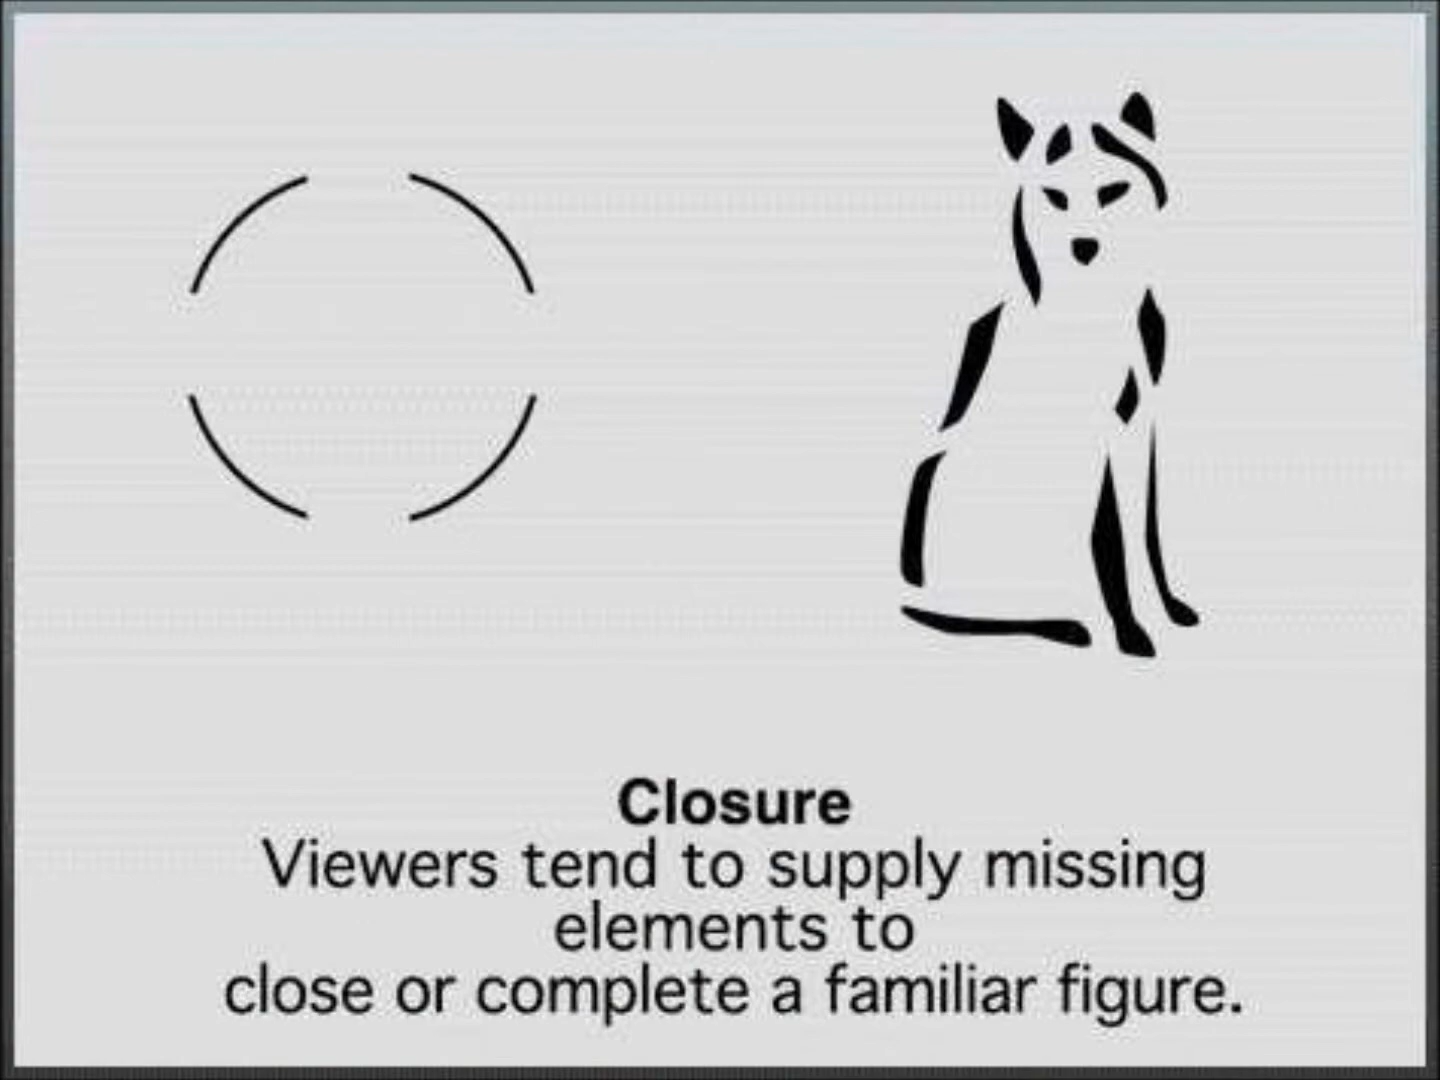 Closure
Viewers tend to supply missing
elements to
close or complete a familiar figure.